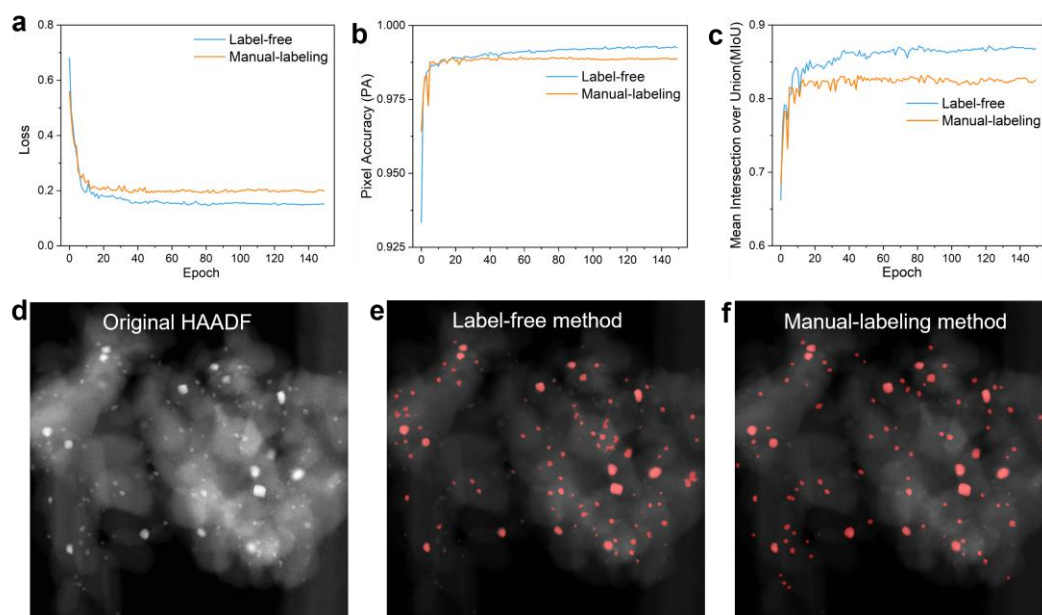 a
0.8
0.6
0.4
0.2
0.0
Loss
Label-free
Manual-labeling
0 20 40 60 80 100 120 140
Epoch
b
1.000
0.975
0.950
0.925
Pixel Accuracy (PA)
Label-free
Manual-labeling
0 20 40 60 80 100 120 140
Epoch
c
0.9
0.8
0.7
0.6
Mean Intersection over Union(MIoU)
Label-free
Manual-labeling
0 20 40 60 80 100 120 140
Epoch
d
Original HAADF
e
Label-free method
f
Manual-labeling method